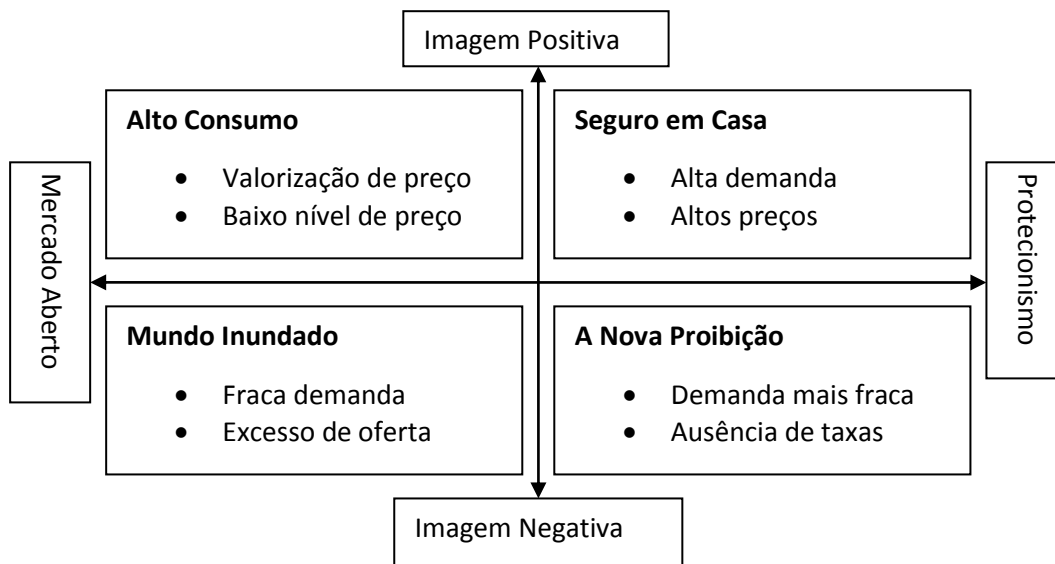 Imagem Positiva
Alto Consumo
• Valorização de preço
• Baixo nível de preço
Seguro em Casa
• Alta demanda
• Altos preços
Mercado Aberto
Protecionismo
Mundo Inundado
• Fraca demanda
• Excesso de oferta
A Nova Proibição
• Demanda mais fraca
• Ausência de taxas
Imagem Negativa